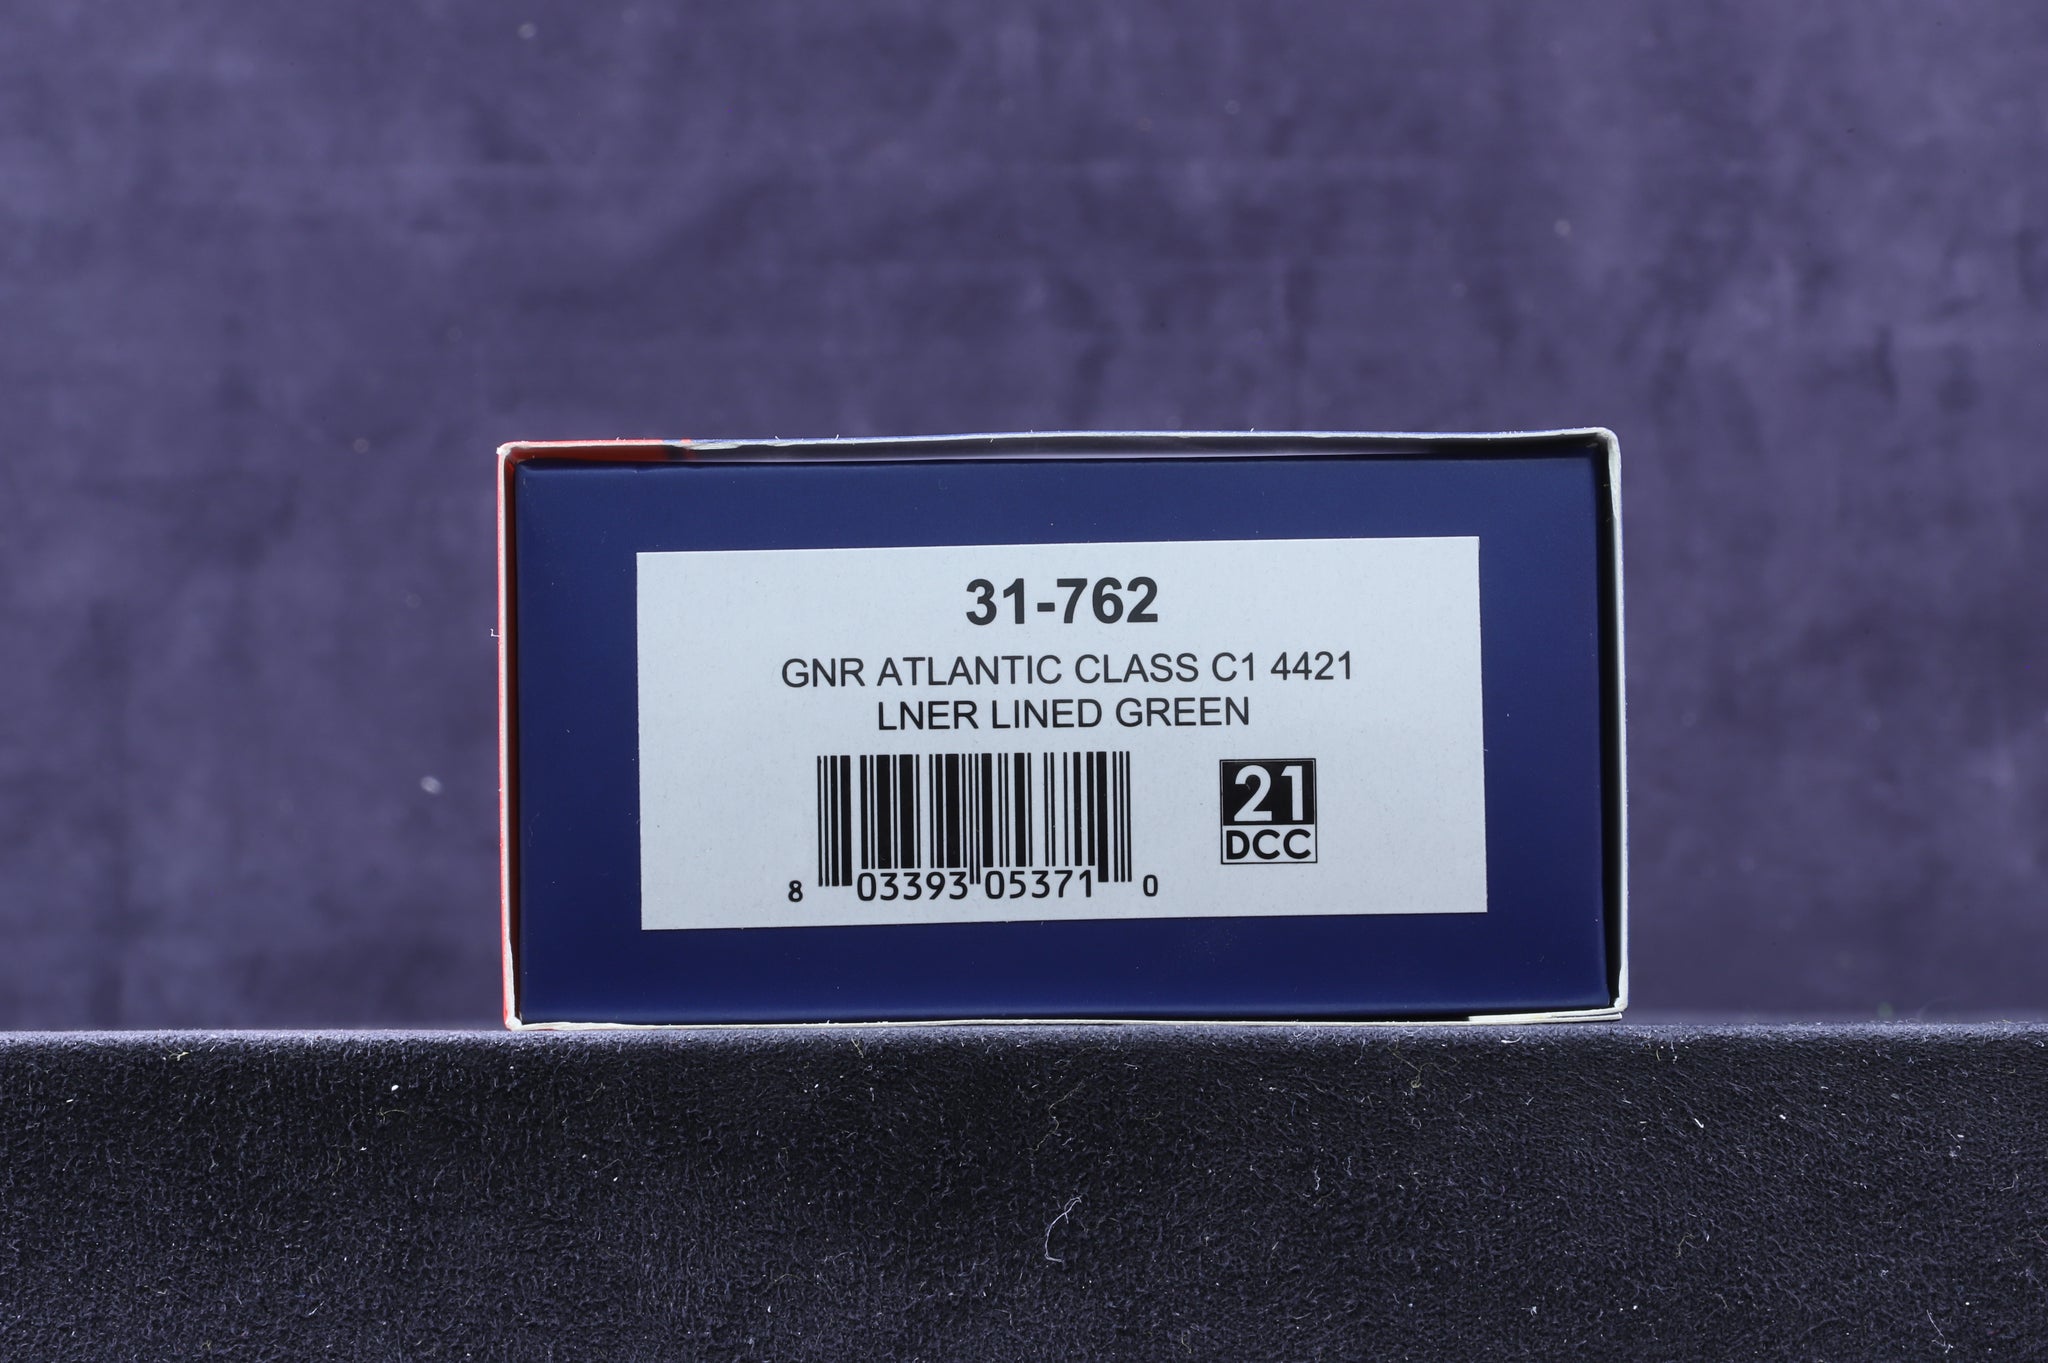 31-762
GNR ATLANTIC CLASS C1 4421
LNER LINED GREEN
21
DCC
8 03393 05371 0